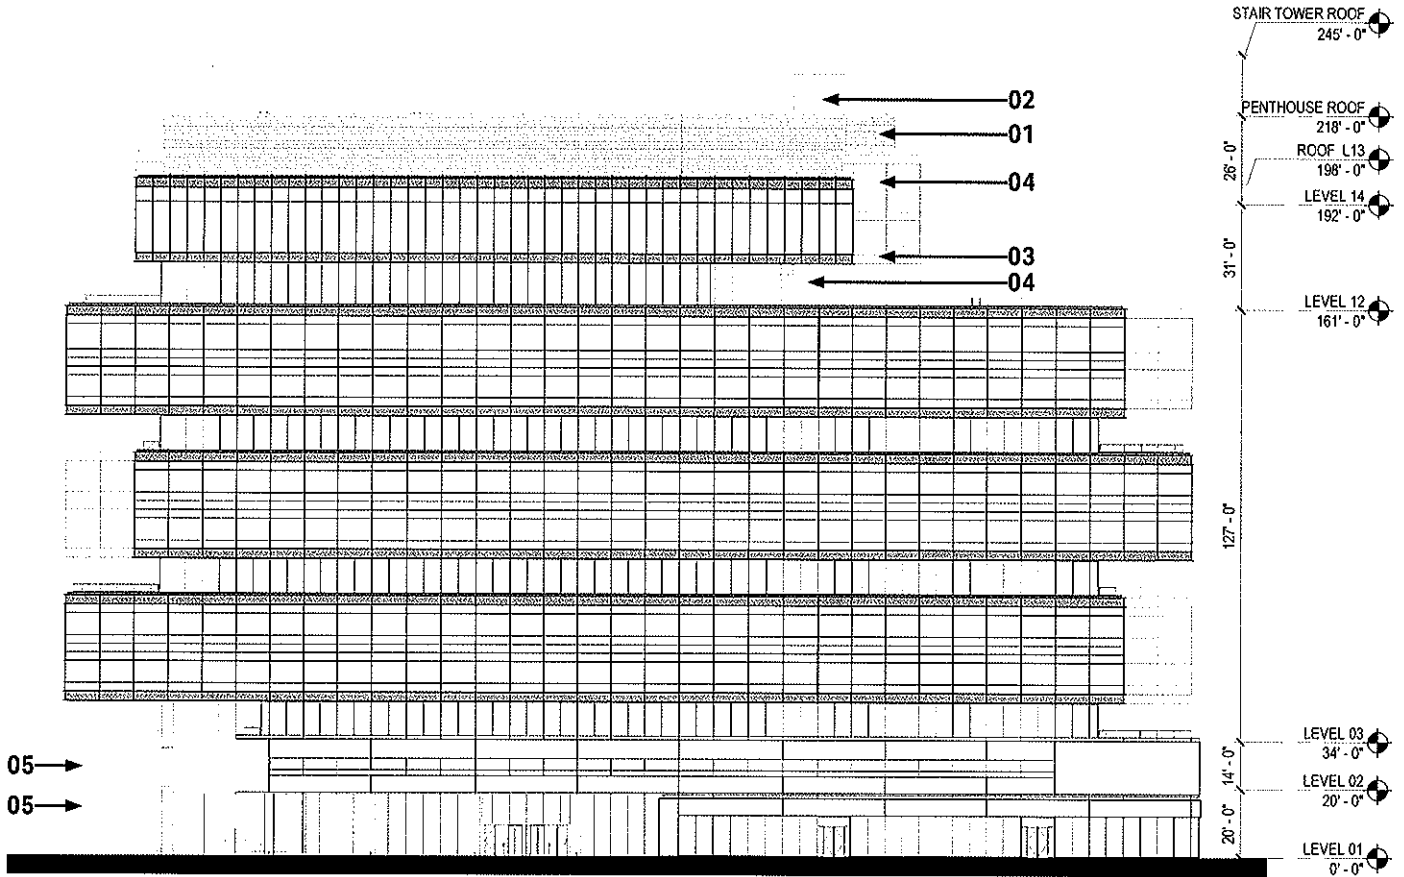 STAIR TOWER ROOF
245' - 0"
02
PENTHOUSE ROOF
218' - 0"
01
26' - 0"
ROOF L13
198' - 0"
04
LEVEL 14
192' - 0"
31' - 0"
03
04
LEVEL 12
161' - 0"
127' - 0"
LEVEL 03
34' - 0"
05
14' - 0"
LEVEL 02
20' - 0"
05
20' - 0"
LEVEL 01
0' - 0"